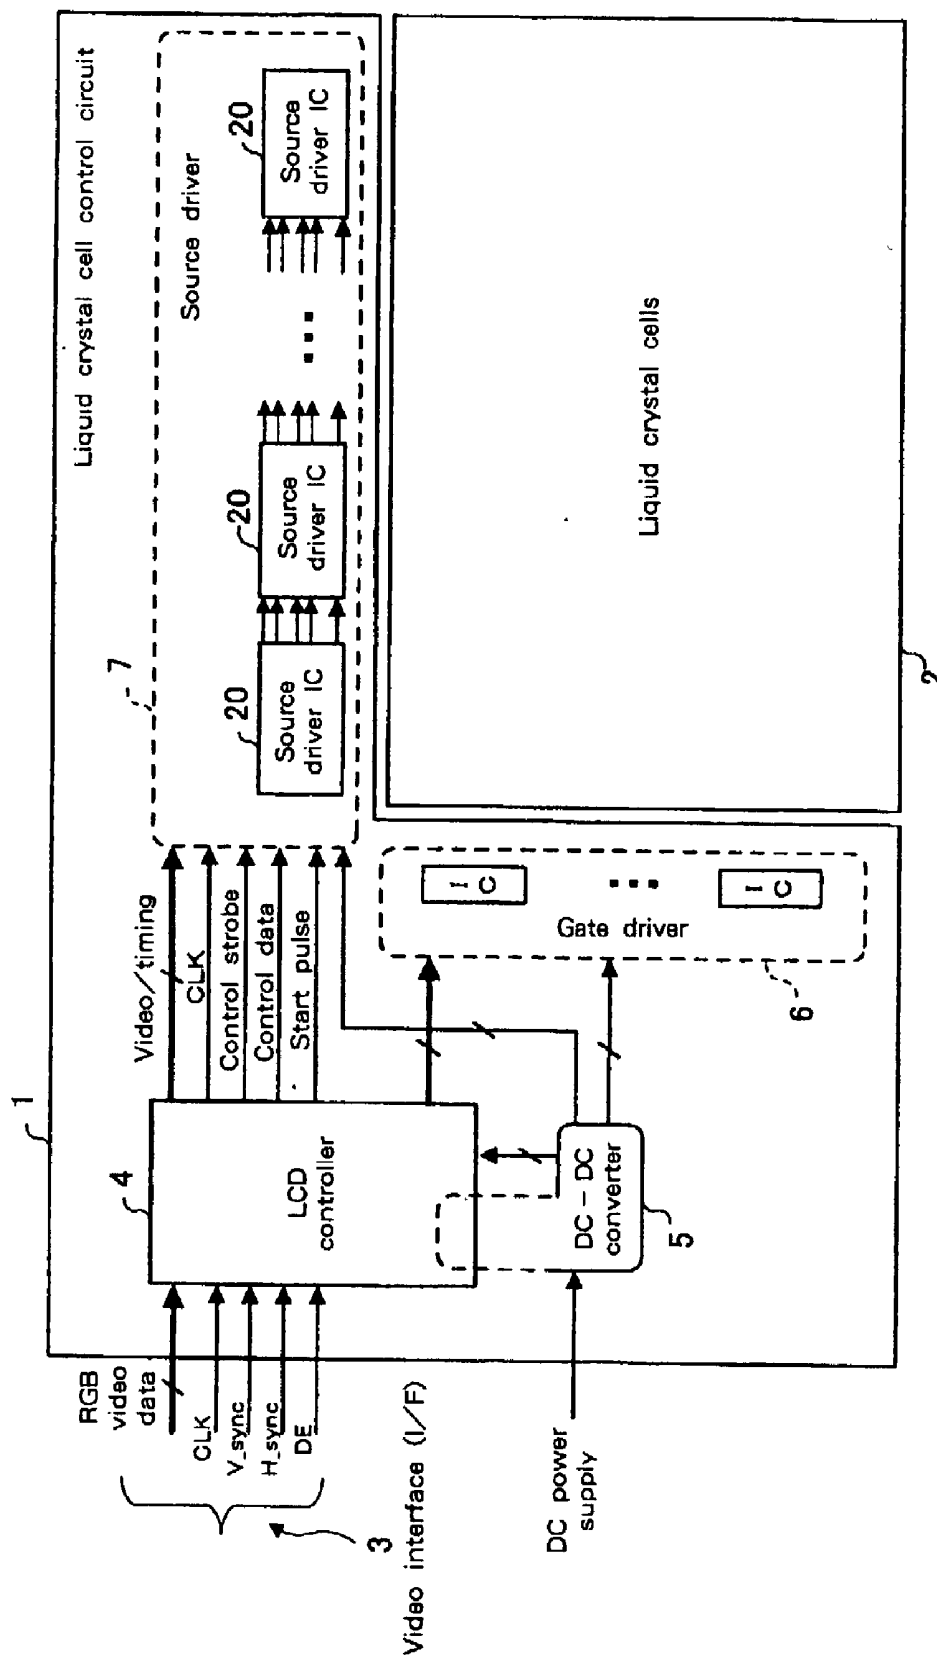 1
Liquid crystal cell control circuit
7
Source driver
20
Source
driver IC
20
Source
driver IC
20
Source
driver IC
RGB
video
data
CLK
V_sync
H_sync
DE
3
Video interface (I/F)
4
LCD
controller
Video/timing
CLK
Control strobe
Control data
Start pulse
DC power
supply
DC-DC
converter
5
I C
I C
Gate driver
6
Liquid crystal cells
2